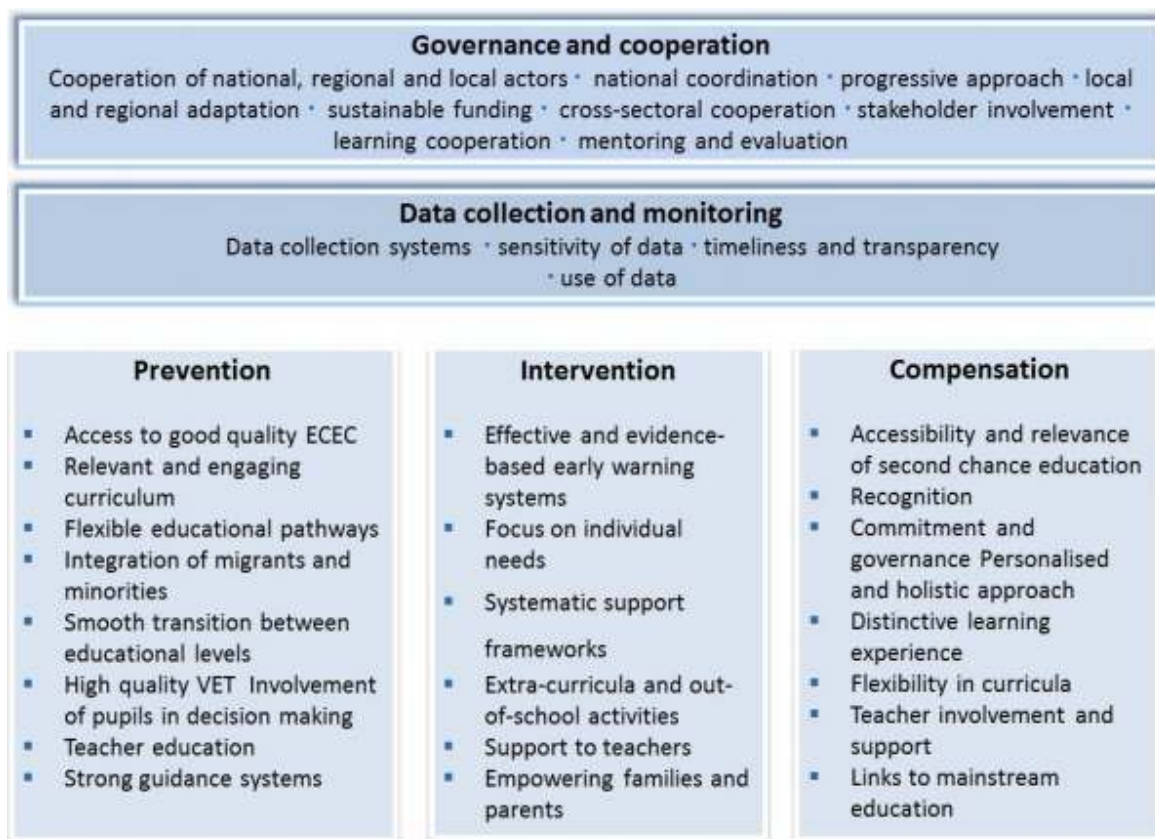 Governance and cooperation
Cooperation of national, regional and local actors · national coordination · progressive approach · local
and regional adaptation · sustainable funding · cross-sectoral cooperation · stakeholder involvement ·
learning cooperation · mentoring and evaluation
Data collection and monitoring
Data collection systems · sensitivity of data · timeliness and transparency
· use of data
Prevention
▪ Access to good quality ECEC
▪ Relevant and engaging
curriculum
▪ Flexible educational pathways
▪ Integration of migrants and
minorities
▪ Smooth transition between
educational levels
▪ High quality VET Involvement
of pupils in decision making
▪ Teacher education
▪ Strong guidance systems
Intervention
▪ Effective and evidence-
based early warning
systems
▪ Focus on individual
needs
▪ Systematic support
frameworks
▪ Extra-curricula and out-
of-school activities
▪ Support to teachers
▪ Empowering families and
parents
Compensation
▪ Accessibility and relevance
of second chance education
▪ Recognition
▪ Commitment and
governance Personalised
and holistic approach
▪ Distinctive learning
experience
▪ Flexibility in curricula
▪ Teacher involvement and
support
▪ Links to mainstream
education